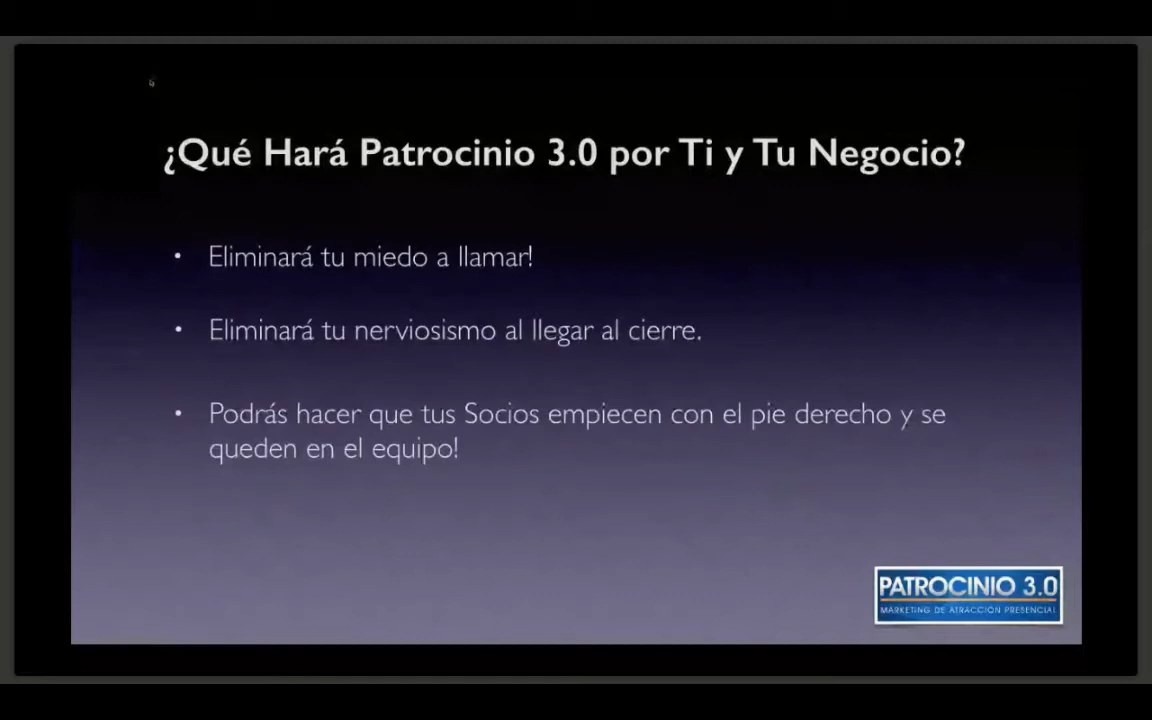 ¿Qué Hará Patrocinio 3.0 por Ti y Tu Negocio?
• Eliminará tu miedo a llamar!
• Eliminará tu nerviosismo al llegar al cierre.
• Podrás hacer que tus Socios empiecen con el pie derecho y se
queden en el equipo!
PATROCINIO 3.0
MARKETING DE ATRACCIÓN PRESENCIAL